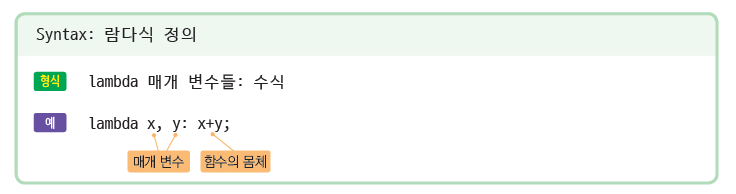 Syntax: 람다식 정의
형식 lambda 매개 변수들: 수식
예 lambda x, y: x+y;
매개 변수 함수의 몸체